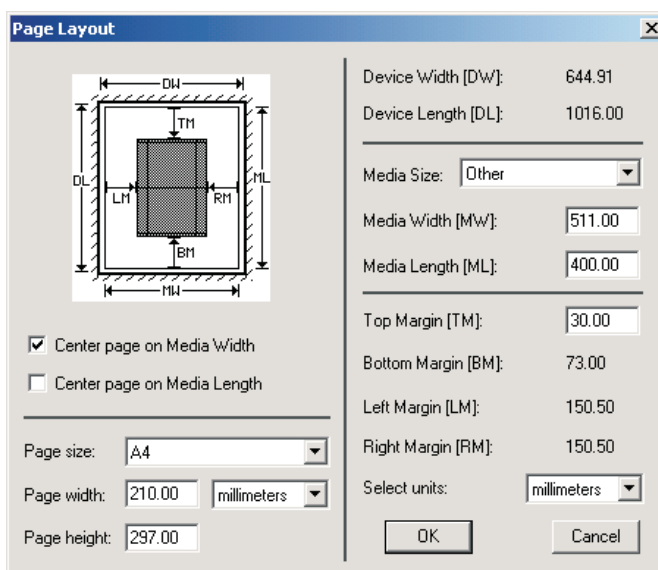 Page Layout
DW
TM
DL
ML
LM
RM
BM
MW
Center page on Media Width
Center page on Media Length
Page size: A4
Page width: 210.00 millimeters
Page height: 297.00
Device Width [DW]: 644.91
Device Length [DL]: 1016.00
Media Size: Other
Media Width [MW]: 511.00
Media Length [ML]: 400.00
Top Margin [TM]: 30.00
Bottom Margin [BM]: 73.00
Left Margin [LM]: 150.50
Right Margin [RM]: 150.50
Select units: millimeters
OK
Cancel